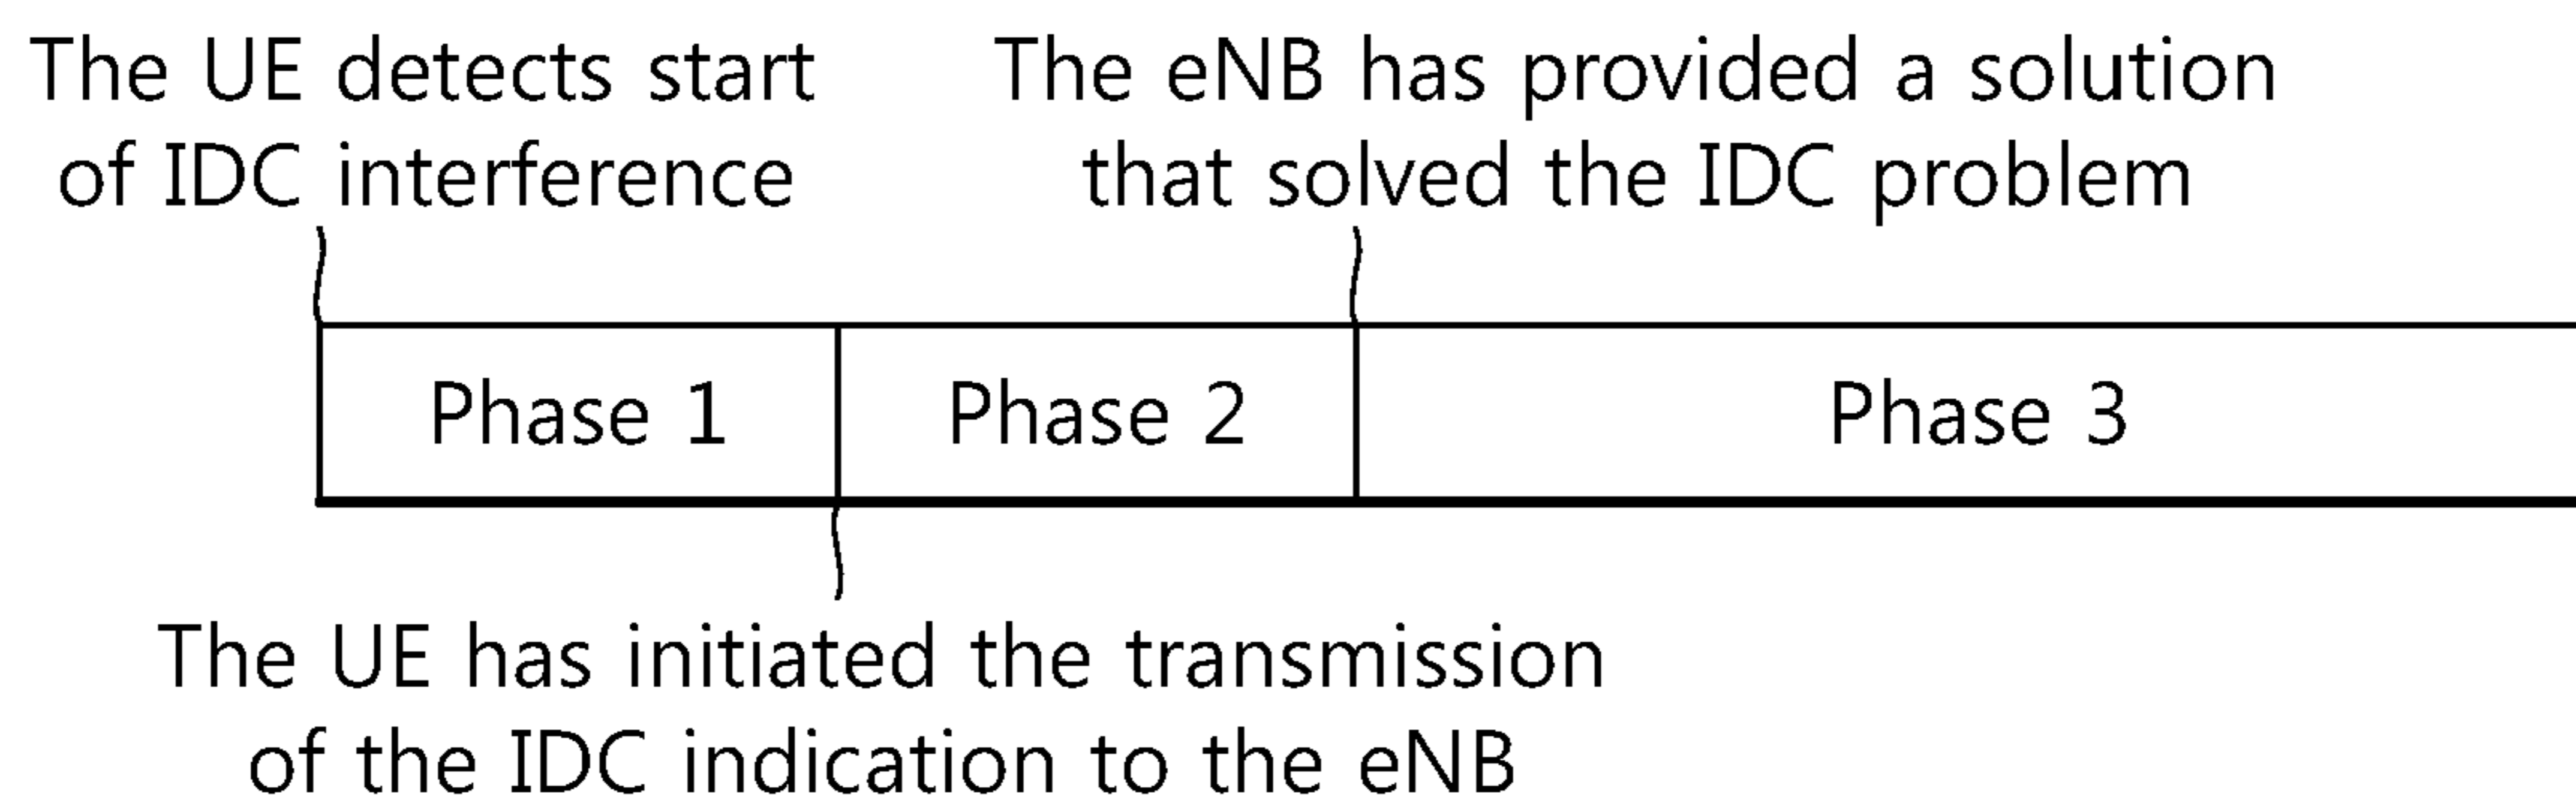 The UE detects start
of IDC interference
The eNB has provided a solution
that solved the IDC problem
Phase 1
Phase 2
Phase 3
The UE has initiated the transmission
of the IDC indication to the eNB